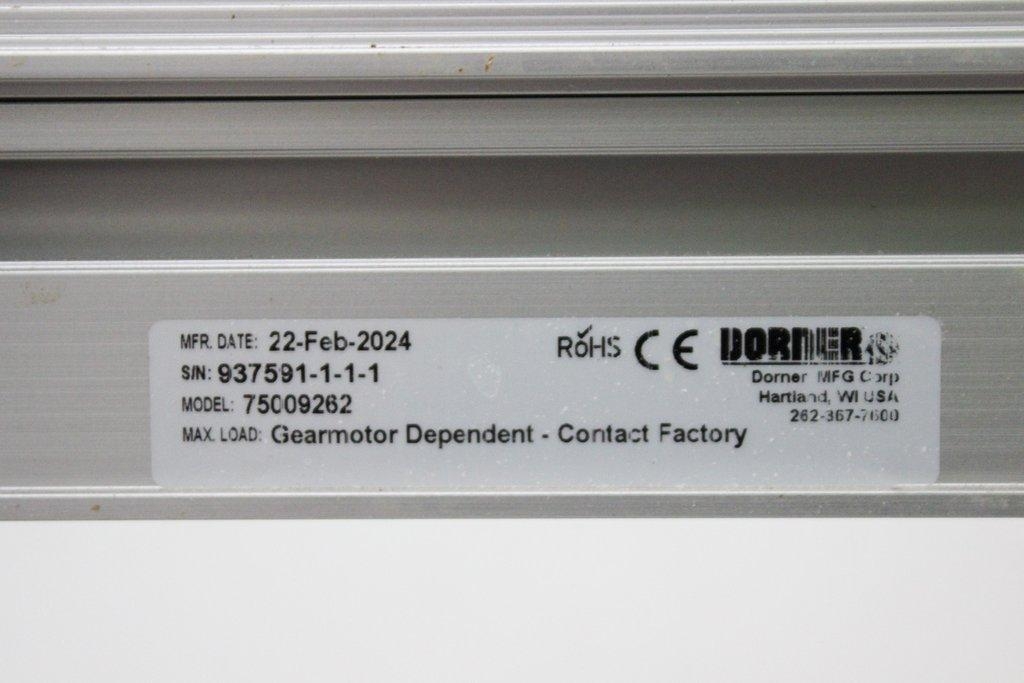 MFR. DATE: 22-Feb-2024
S/N: 937591-1-1-1
MODEL: 75009262
MAX. LOAD: Gearmotor Dependent - Contact Factory
RoHS CE DORNER
Dorner MFG Corp
Hartland, WI USA
262-367-7600